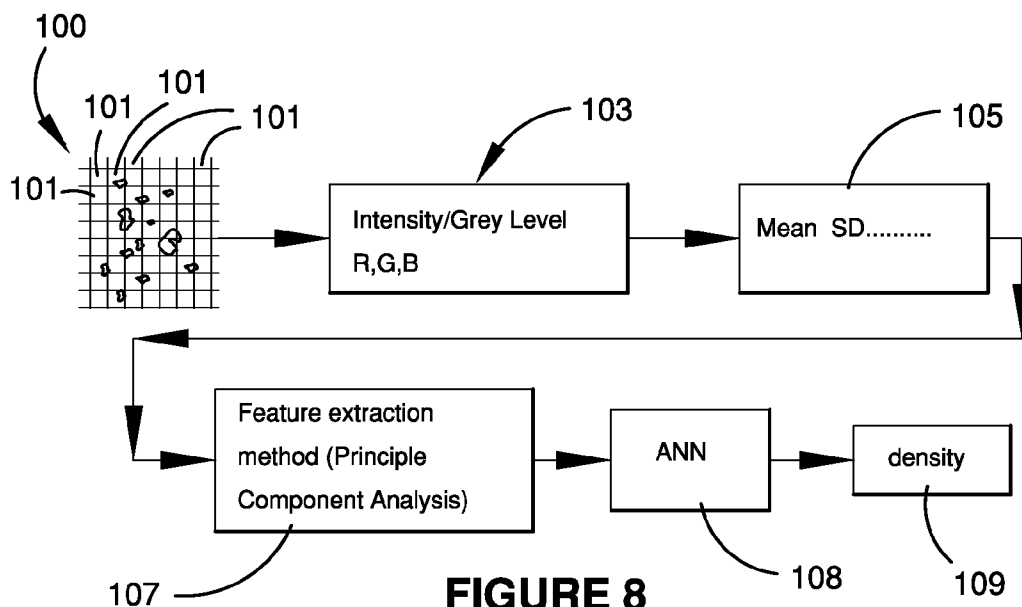 100
101
101
101
101
103
105
Intensity/Grey Level
R,G,B
Mean SD..........
Feature extraction
method (Principle
Component Analysis)
ANN
density
107
108
109
FIGURE 8